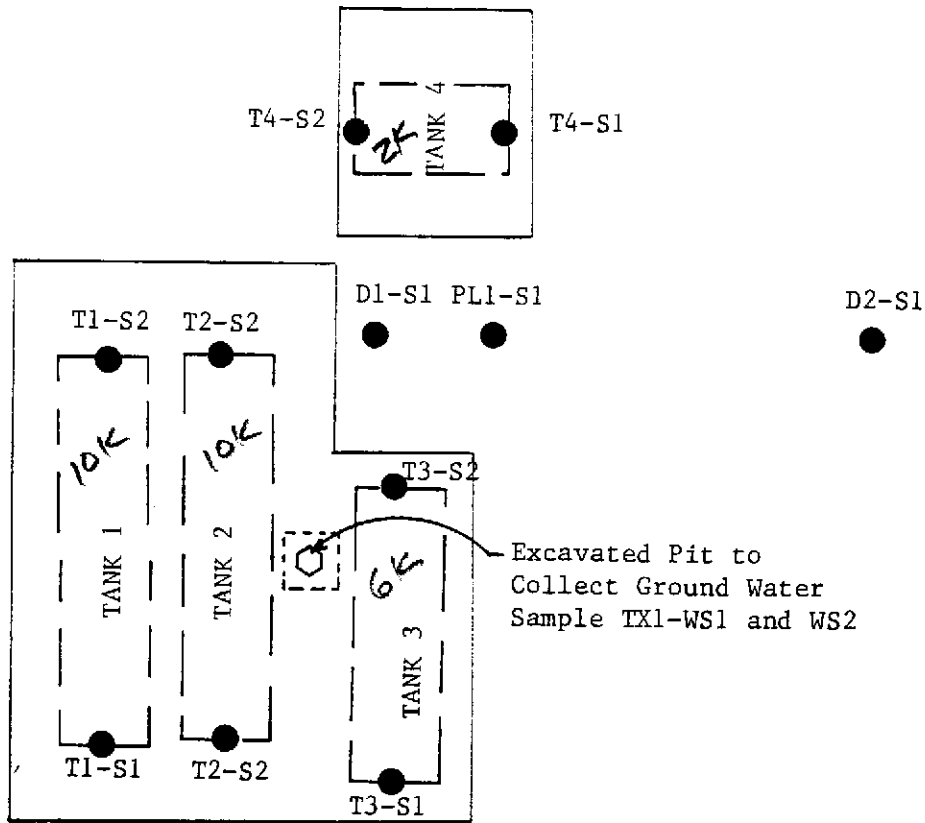 T4-S2
TANK 4
2K
T4-S1
D1-S1
PL1-S1
D2-S1
T1-S2
T2-S2
10K
10K
TANK 1
TANK 2
T3-S2
6K
TANK 3
Excavated Pit to
Collect Ground Water
Sample TX1-WS1 and WS2
T1-S1
T2-S2
T3-S1